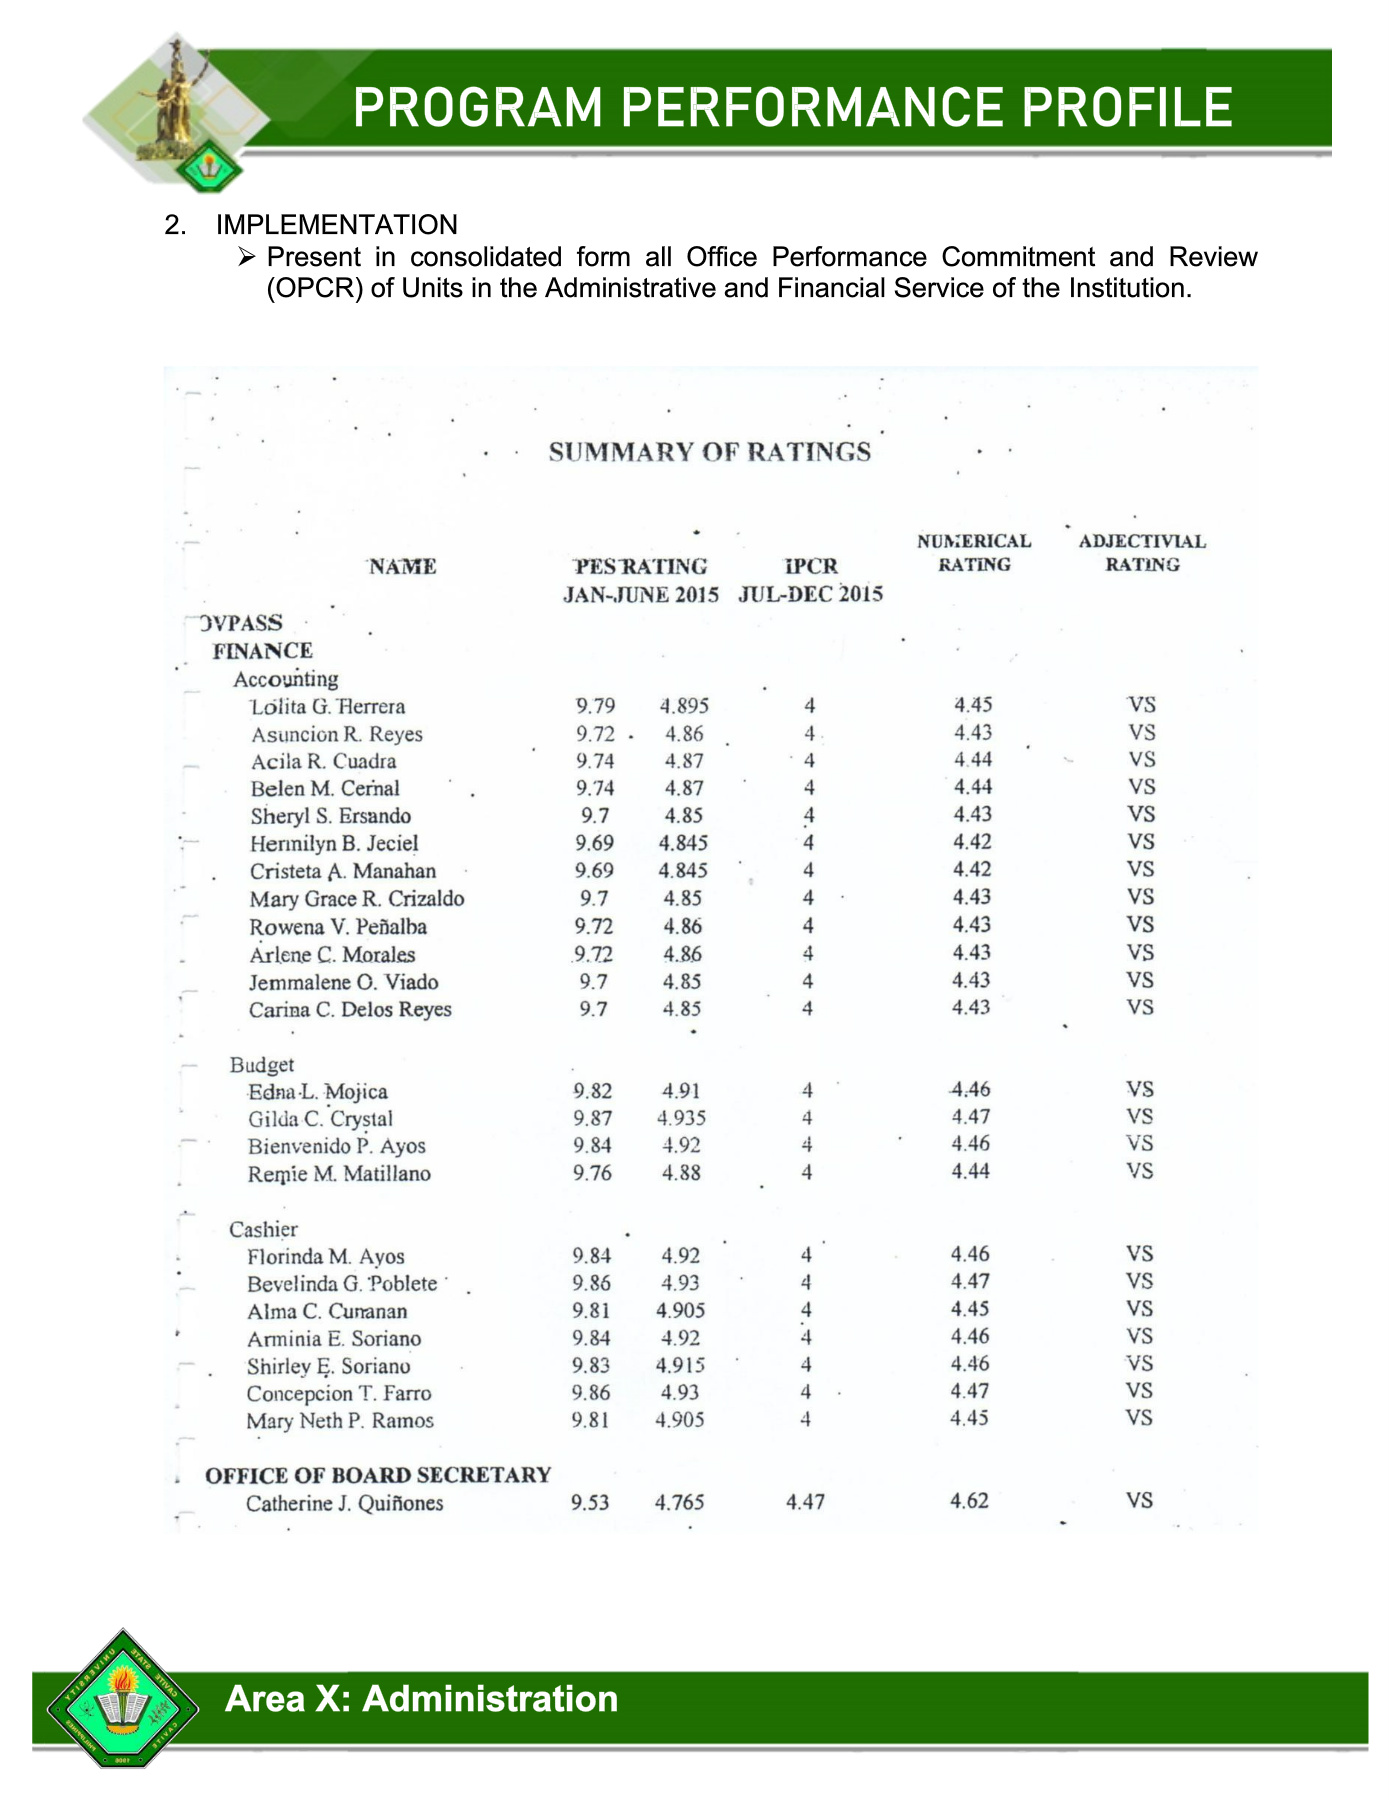 PROGRAM PERFORMANCE PROFILE
2. IMPLEMENTATION
➢ Present in consolidated form all Office Performance Commitment and Review
(OPCR) of Units in the Administrative and Financial Service of the Institution.
SUMMARY OF RATINGS
NUMERICAL ADJECTIVIAL
NAME PES RATING IPCR RATING RATING
JAN-JUNE 2015 JUL-DEC 2015
OVPASS
FINANCE
Accounting
Lolita G. Herrera 9.79 4.895 4 4.45 VS
Asuncion R. Reyes 9.72 4.86 4 4.43 VS
Acila R. Cuadra 9.74 4.87 4 4.44 VS
Belen M. Cernal 9.74 4.87 4 4.44 VS
Sheryl S. Ersando 9.7 4.85 4 4.43 VS
Hermilyn B. Jeciel 9.69 4.845 4 4.42 VS
Cristeta A. Manahan 9.69 4.845 4 4.42 VS
Mary Grace R. Crizaldo 9.7 4.85 4 4.43 VS
Rowena V. Peñalba 9.72 4.86 4 4.43 VS
Arlene C. Morales 9.72 4.86 4 4.43 VS
Jemmalene O. Viado 9.7 4.85 4 4.43 VS
Carina C. Delos Reyes 9.7 4.85 4 4.43 VS
Budget
Edna L. Mojica 9.82 4.91 4 4.46 VS
Gilda C. Crystal 9.87 4.935 4 4.47 VS
Bienvenido P. Ayos 9.84 4.92 4 4.46 VS
Remie M. Matillano 9.76 4.88 4 4.44 VS
Cashier
Florinda M. Ayos 9.84 4.92 4 4.46 VS
Bevelinda G. Poblete 9.86 4.93 4 4.47 VS
Alma C. Cunanan 9.81 4.905 4 4.45 VS
Arminia E. Soriano 9.84 4.92 4 4.46 VS
Shirley E. Soriano 9.83 4.915 4 4.46 VS
Concepcion T. Farro 9.86 4.93 4 4.47 VS
Mary Neth P. Ramos 9.81 4.905 4 4.45 VS
OFFICE OF BOARD SECRETARY
Catherine J. Quiñones 9.53 4.765 4.47 4.62 VS
CAVITE STATE UNIVERSITY
CAVITE
PHILIPPINES
1906
Area X: Administration